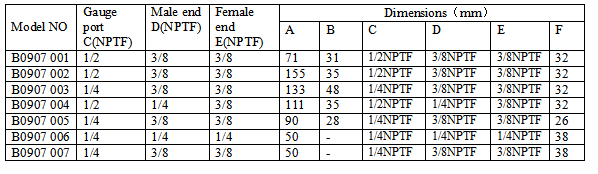 Model NO Gauge port C(NPTF) Male end D(NPTF) Female end E(NPTF) Dimensions（mm）
A B C D E F
B0907 001 1/2 3/8 3/8 71 31 1/2NPTF 3/8NPTF 3/8NPTF 32
B0907 002 1/2 3/8 3/8 155 35 1/2NPTF 3/8NPTF 3/8NPTF 32
B0907 003 1/4 3/8 3/8 133 48 1/4NPTF 3/8NPTF 3/8NPTF 32
B0907 004 1/2 1/4 3/8 111 35 1/2NPTF 1/4NPTF 3/8NPTF 32
B0907 005 1/4 3/8 3/8 90 28 1/4NPTF 3/8NPTF 3/8NPTF 26
B0907 006 1/4 1/4 1/4 50 - 1/4NPTF 1/4NPTF 1/4NPTF 38
B0907 007 1/4 3/8 3/8 50 - 1/4NPTF 3/8NPTF 3/8NPTF 38